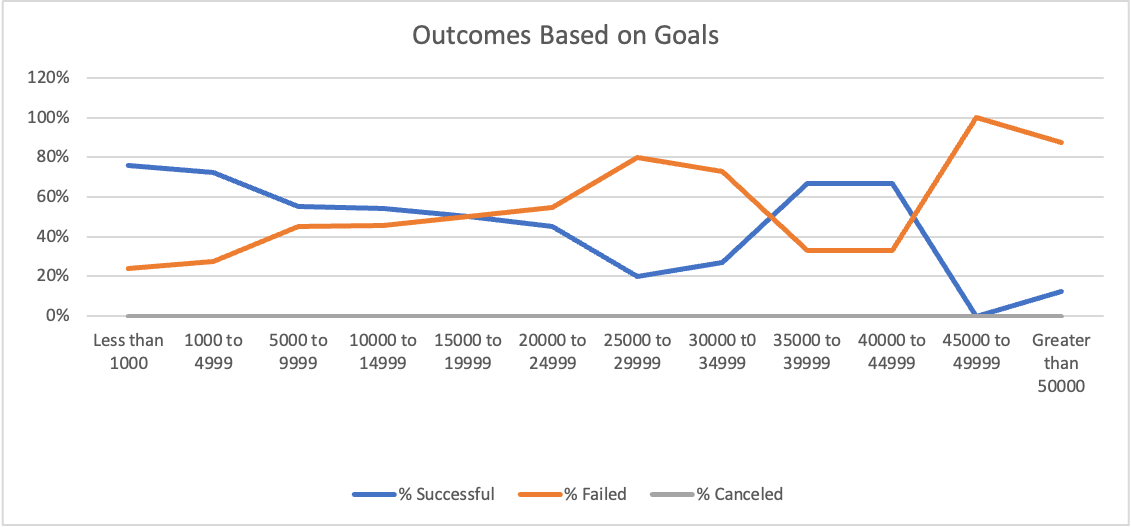 Outcomes Based on Goals
120%
100%
80%
60%
40%
20%
0%
Less than 1000
1000 to 4999
5000 to 9999
10000 to 14999
15000 to 19999
20000 to 24999
25000 to 29999
30000 t0 34999
35000 to 39999
40000 to 44999
45000 to 49999
Greater than 50000
% Successful
% Failed
% Canceled